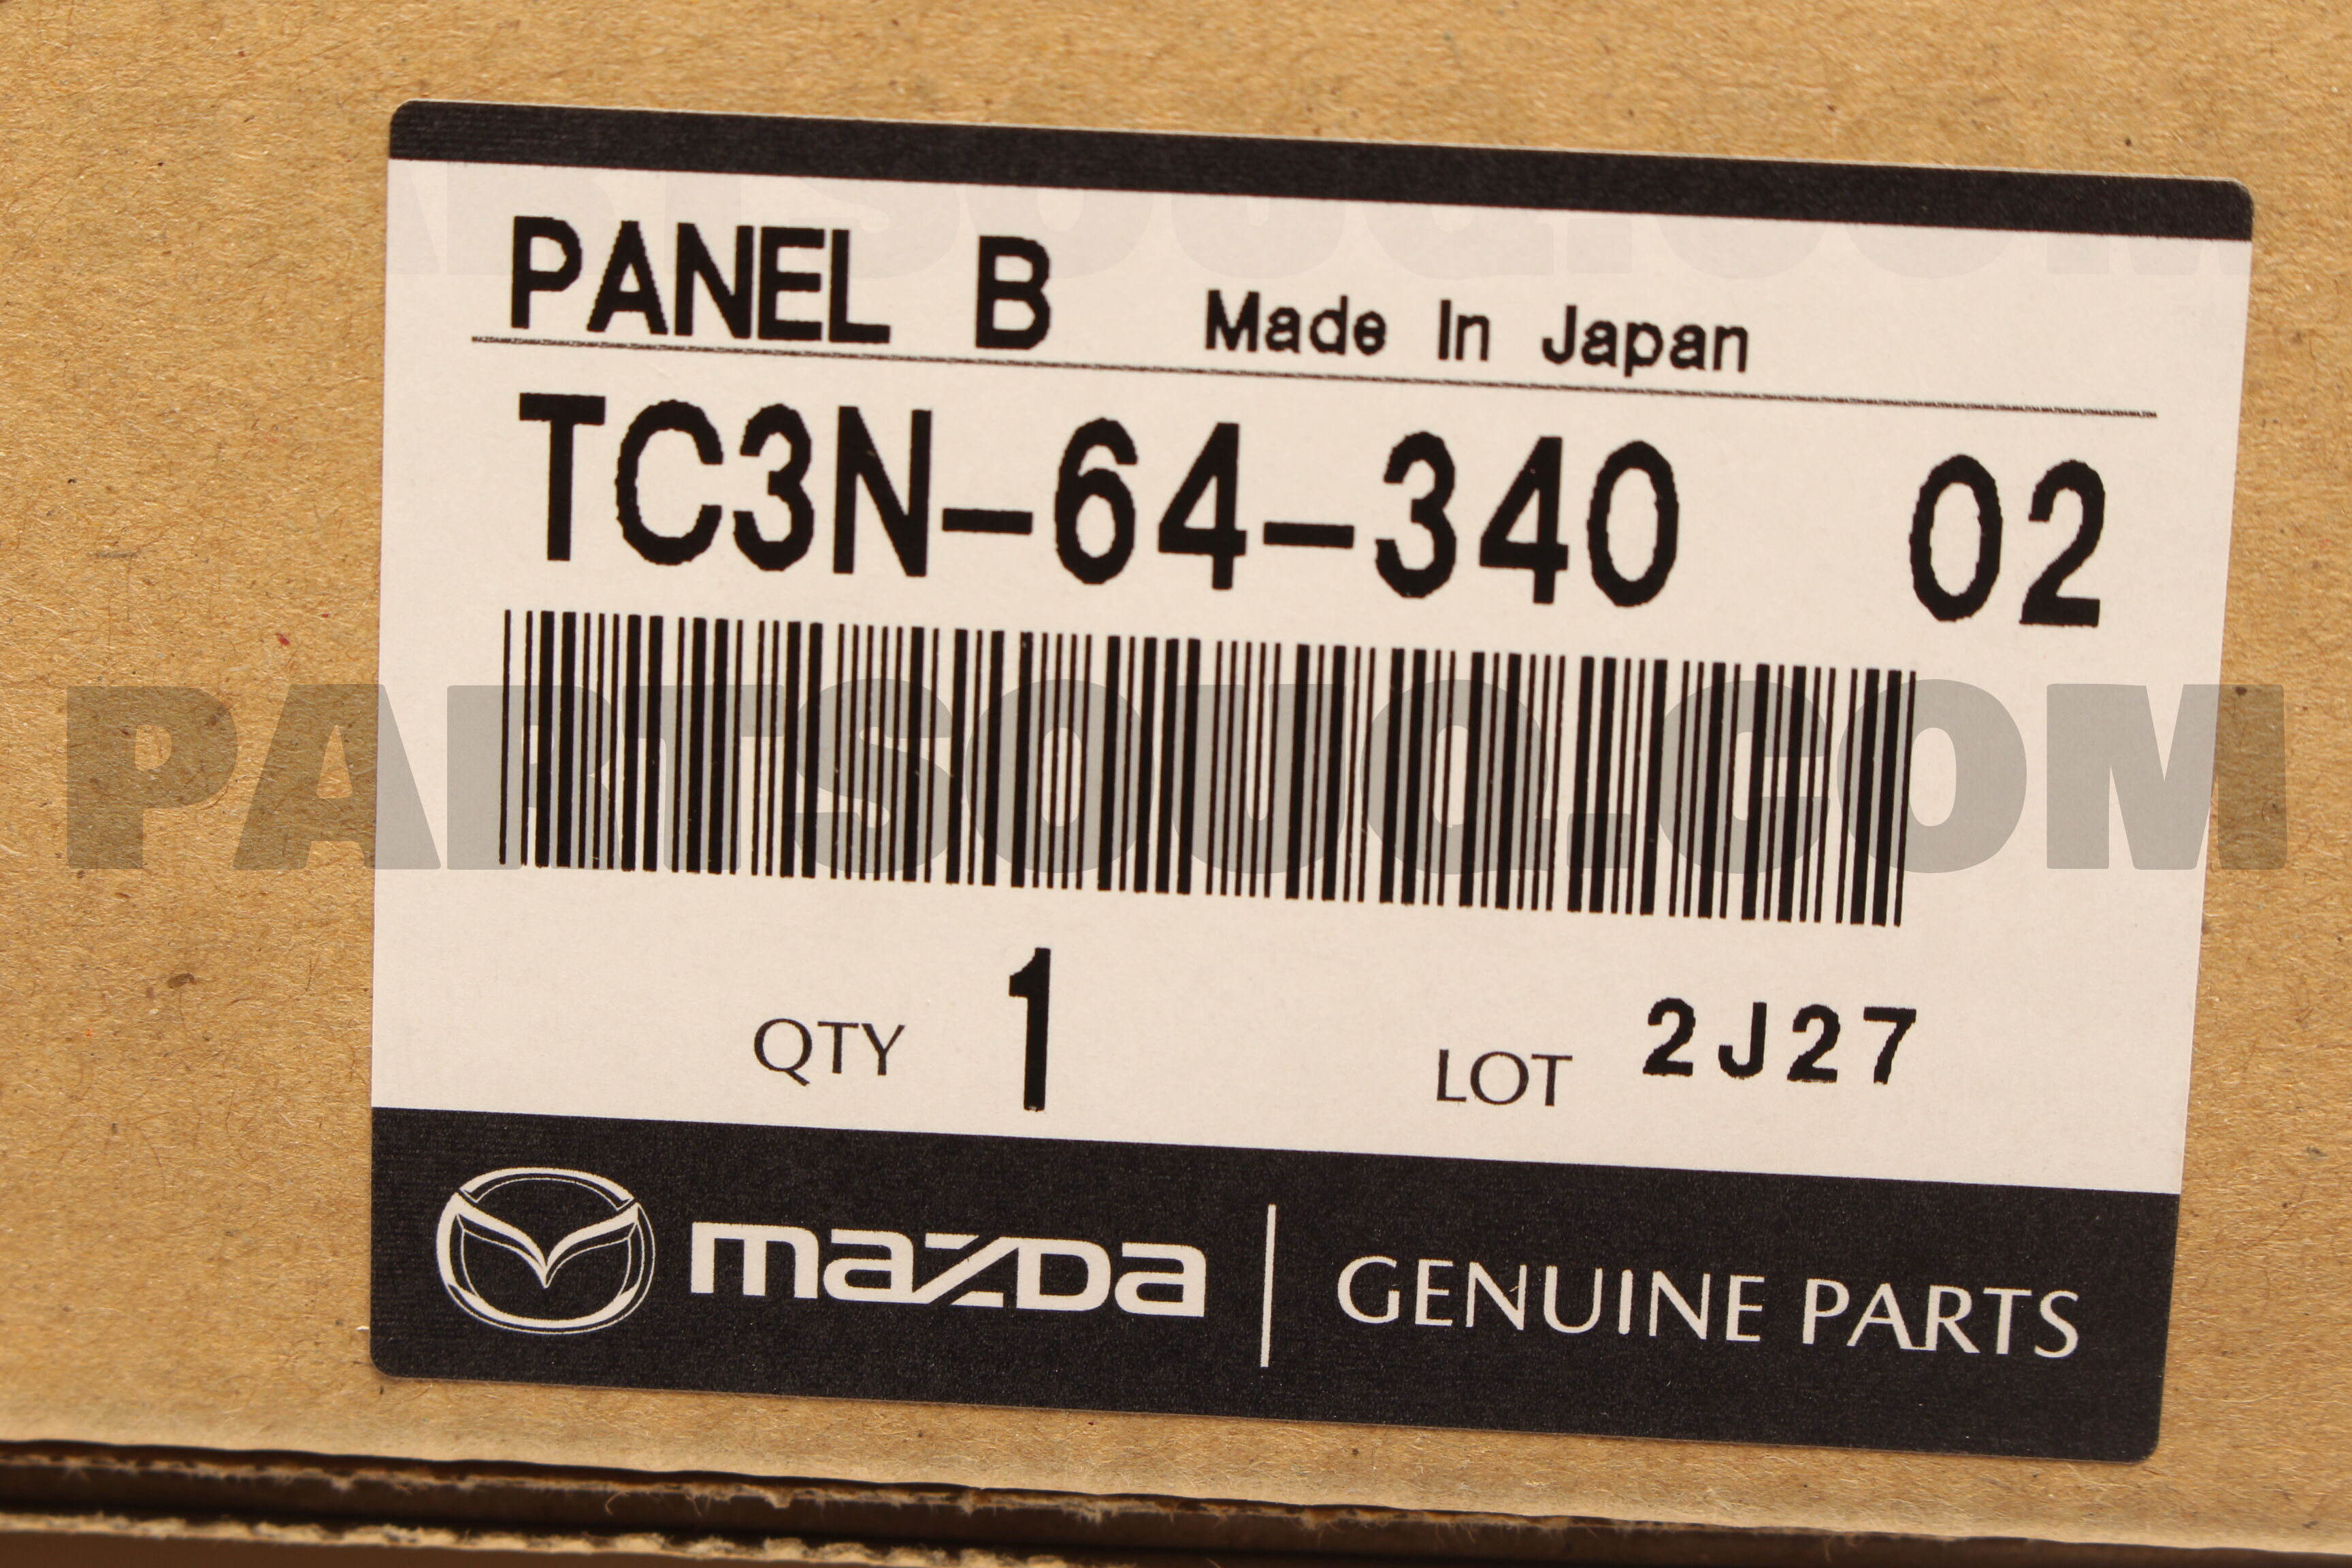 PANEL B Made In Japan
TC3N-64-340 02
PARTSOUQ.COM
QTY 1 LOT 2J27
mazda GENUINE PARTS